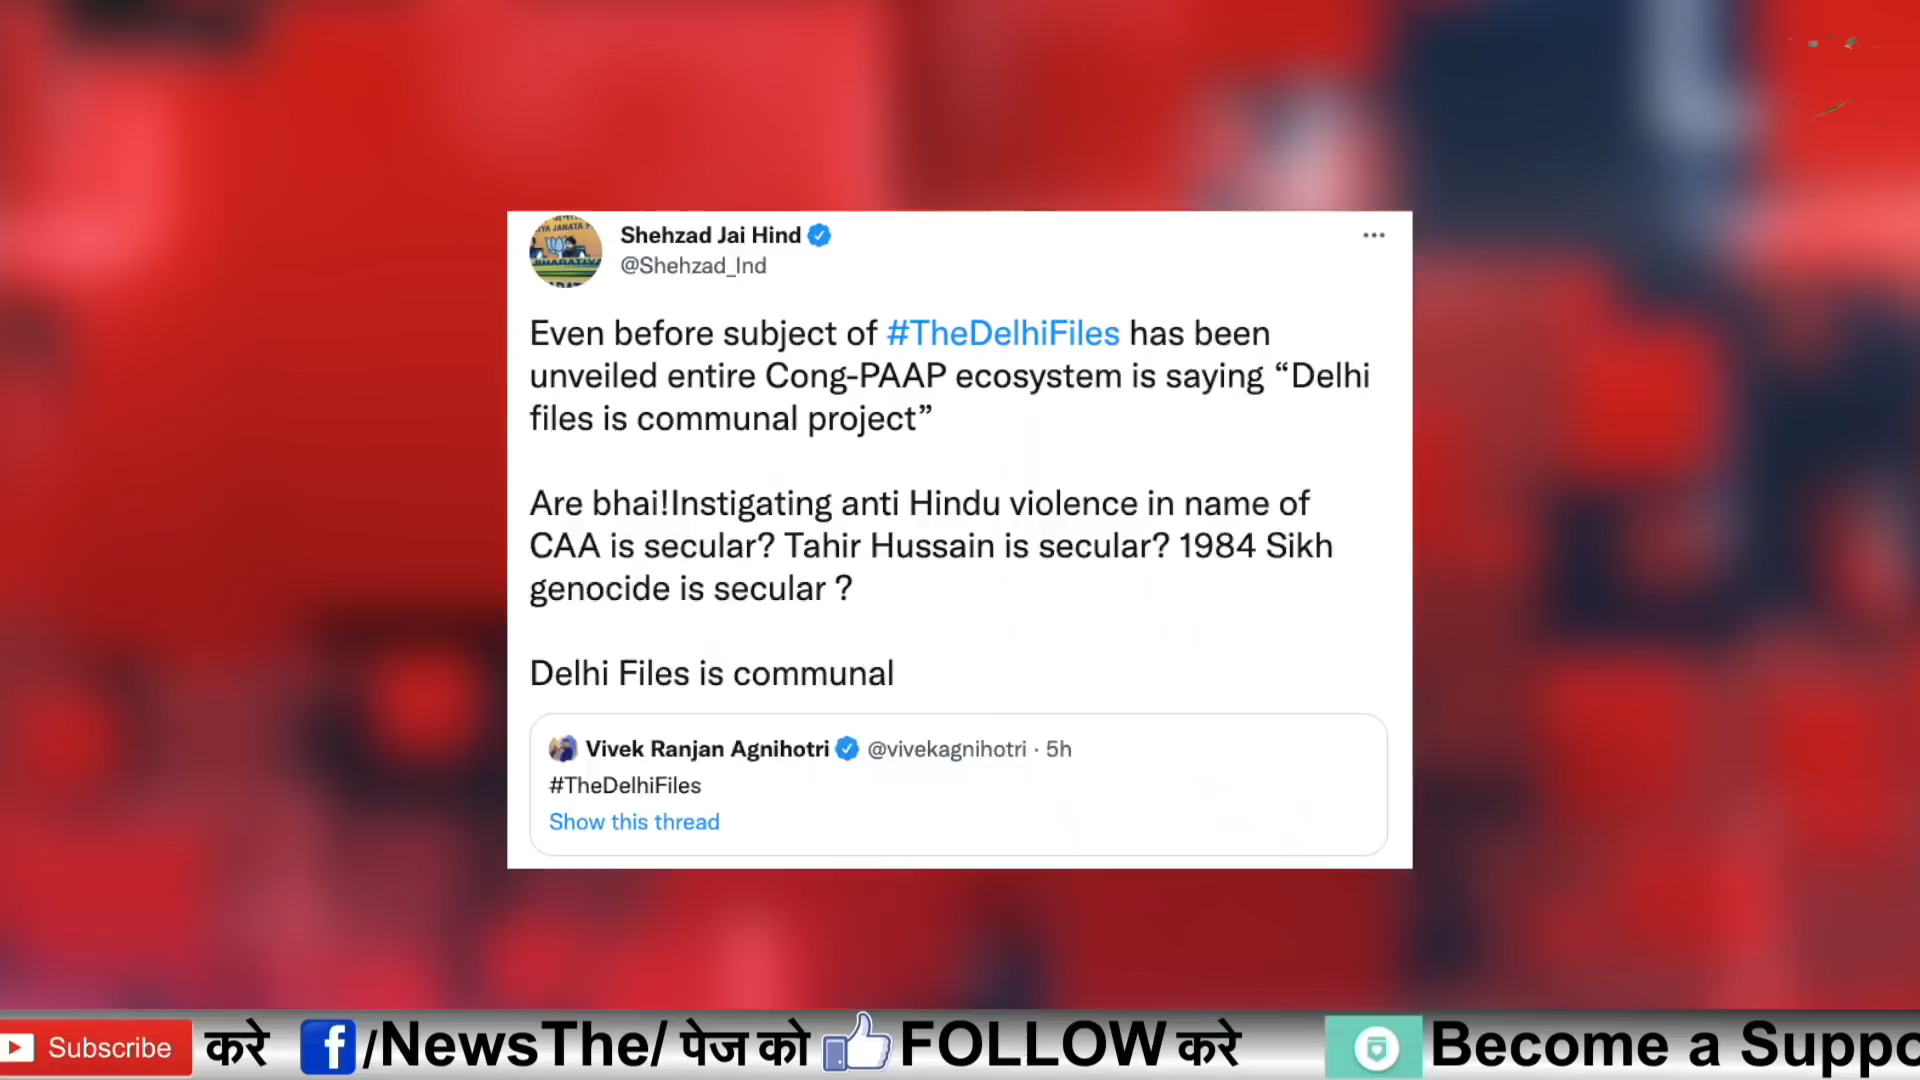 Shehzad Jai Hind
@Shehzad_Ind
Even before subject of #TheDelhiFiles has been
unveiled entire Cong-PAAP ecosystem is saying “Delhi
files is communal project”
Are bhai!Instigating anti Hindu violence in name of
CAA is secular? Tahir Hussain is secular? 1984 Sikh
genocide is secular ?
Delhi Files is communal
Vivek Ranjan Agnihotri @vivekagnihotri · 5h
#TheDelhiFiles
Show this thread
Subscribe करे f/NewsThe/ पेज को FOLLOW करे Become a Suppo